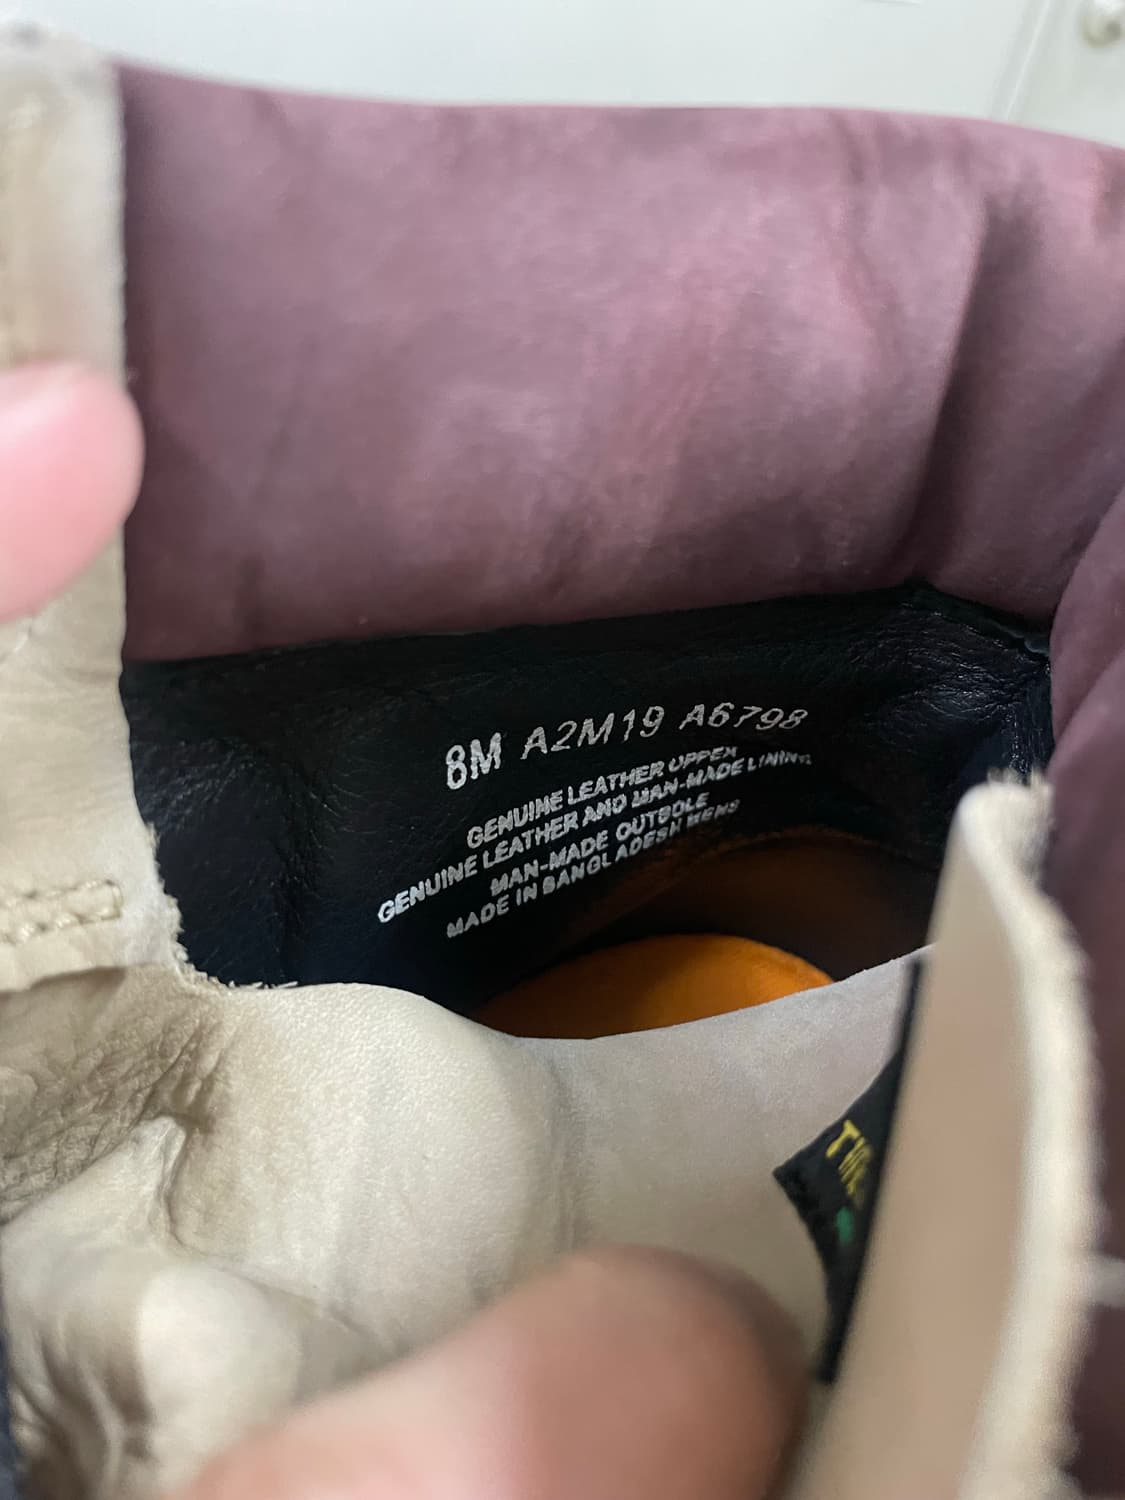 8M A2M19 A6798
GENUINE LEATHER UPPER
GENUINE LEATHER AND MAN-MADE LINING
MAN-MADE OUTSOLE
MADE IN BANGLADESH MENS